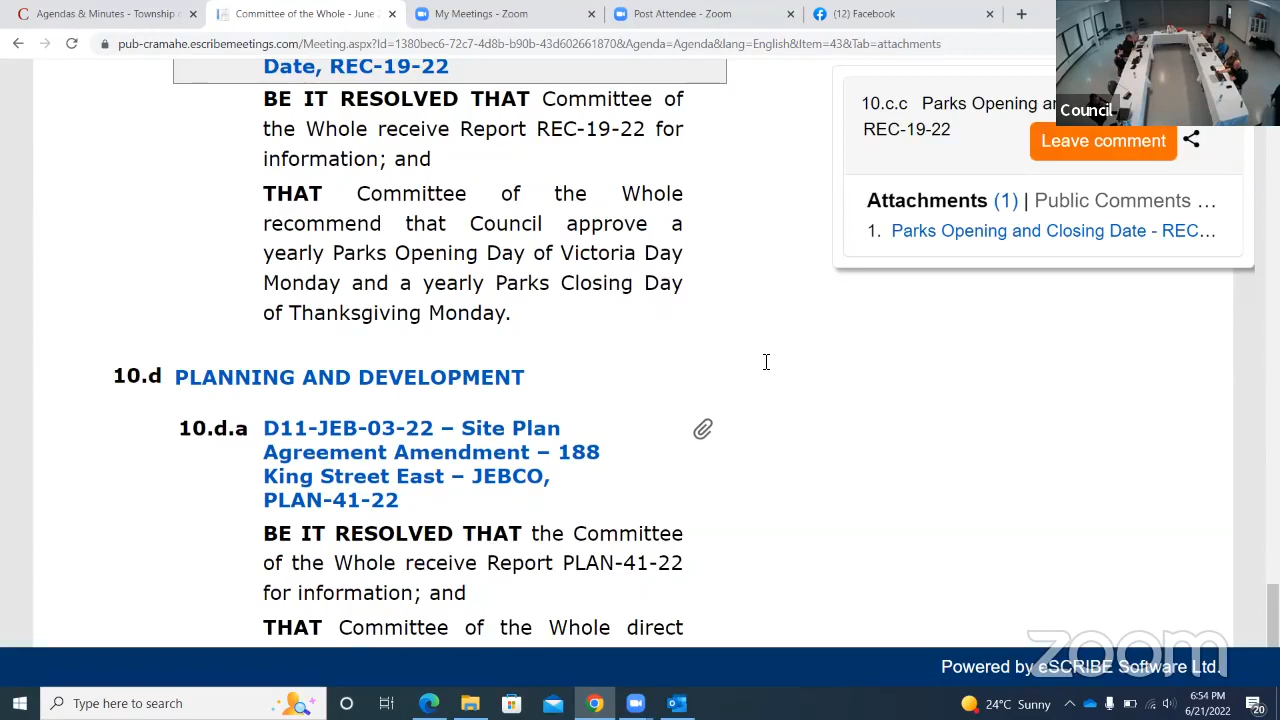 Agendas & Minutes - Township c
Committee of the Whole - June
My Meetings - Zoom
Post Attendee - Zoom
(12) Facebook
pub-cramahe.escribemeetings.com/Meeting.aspx?Id=1380bec6-72c7-4d8b-b90b-43d602661870&Agenda=Agenda&lang=English&Item=43&Tab=attachments
Council
Date, REC-19-22
BE IT RESOLVED THAT Committee of
the Whole receive Report REC-19-22 for
information; and
THAT Committee of the Whole
recommend that Council approve a
yearly Parks Opening Day of Victoria Day
Monday and a yearly Parks Closing Day
of Thanksgiving Monday.
10.c.c Parks Opening a
REC-19-22
Leave comment
Attachments (1) | Public Comments ...
1. Parks Opening and Closing Date - REC...
10.d PLANNING AND DEVELOPMENT
10.d.a D11-JEB-03-22 – Site Plan
Agreement Amendment – 188
King Street East – JEBCO,
PLAN-41-22
BE IT RESOLVED THAT the Committee
of the Whole receive Report PLAN-41-22
for information; and
THAT Committee of the Whole direct
zoom
Powered by eSCRIBE Software Ltd.
Type here to search
24°C Sunny
6:54 PM
6/21/2022
20